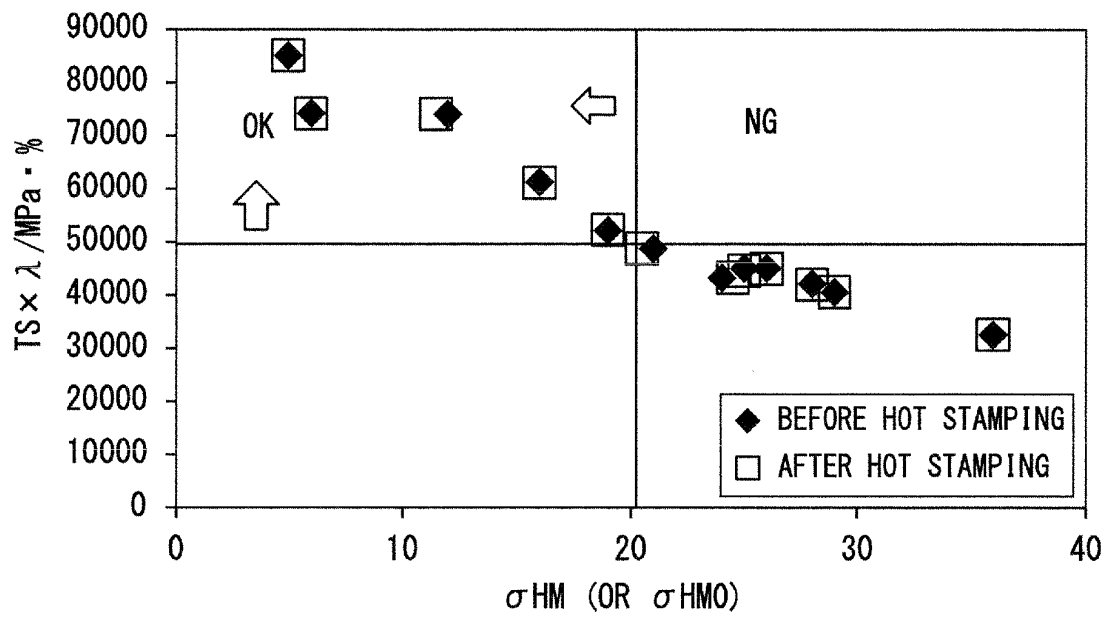 90000
80000
70000
60000
50000
40000
30000
20000
10000
0
TS× λ/MPa・%
OK
NG
◆ BEFORE HOT STAMPING
□ AFTER HOT STAMPING
0 10 20 30 40
σHM (OR σHM0)